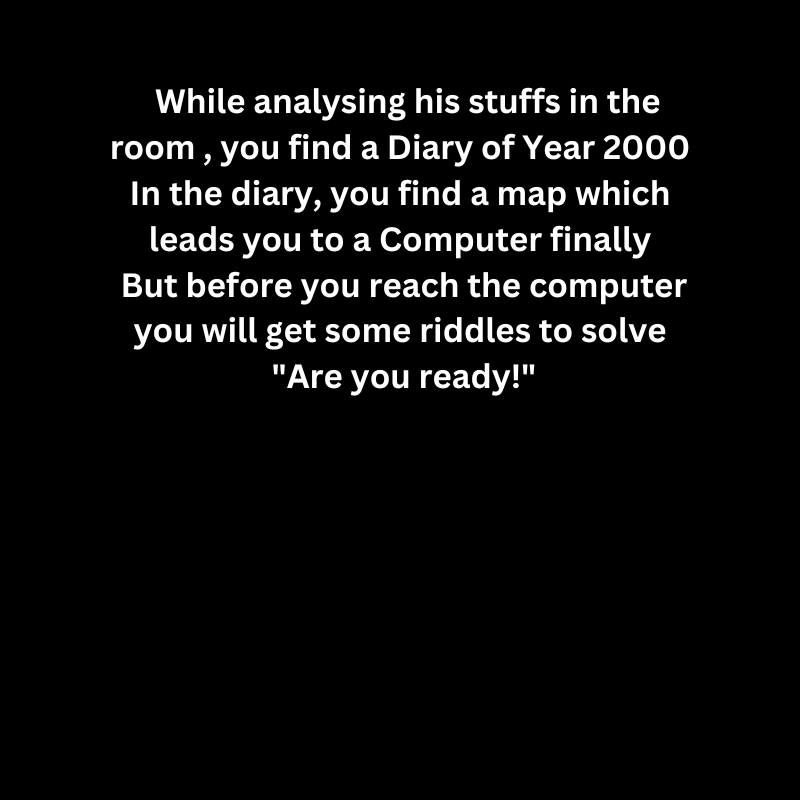 While analysing his stuffs in the
room , you find a Diary of Year 2000
In the diary, you find a map which
leads you to a Computer finally
But before you reach the computer
you will get some riddles to solve
"Are you ready!"